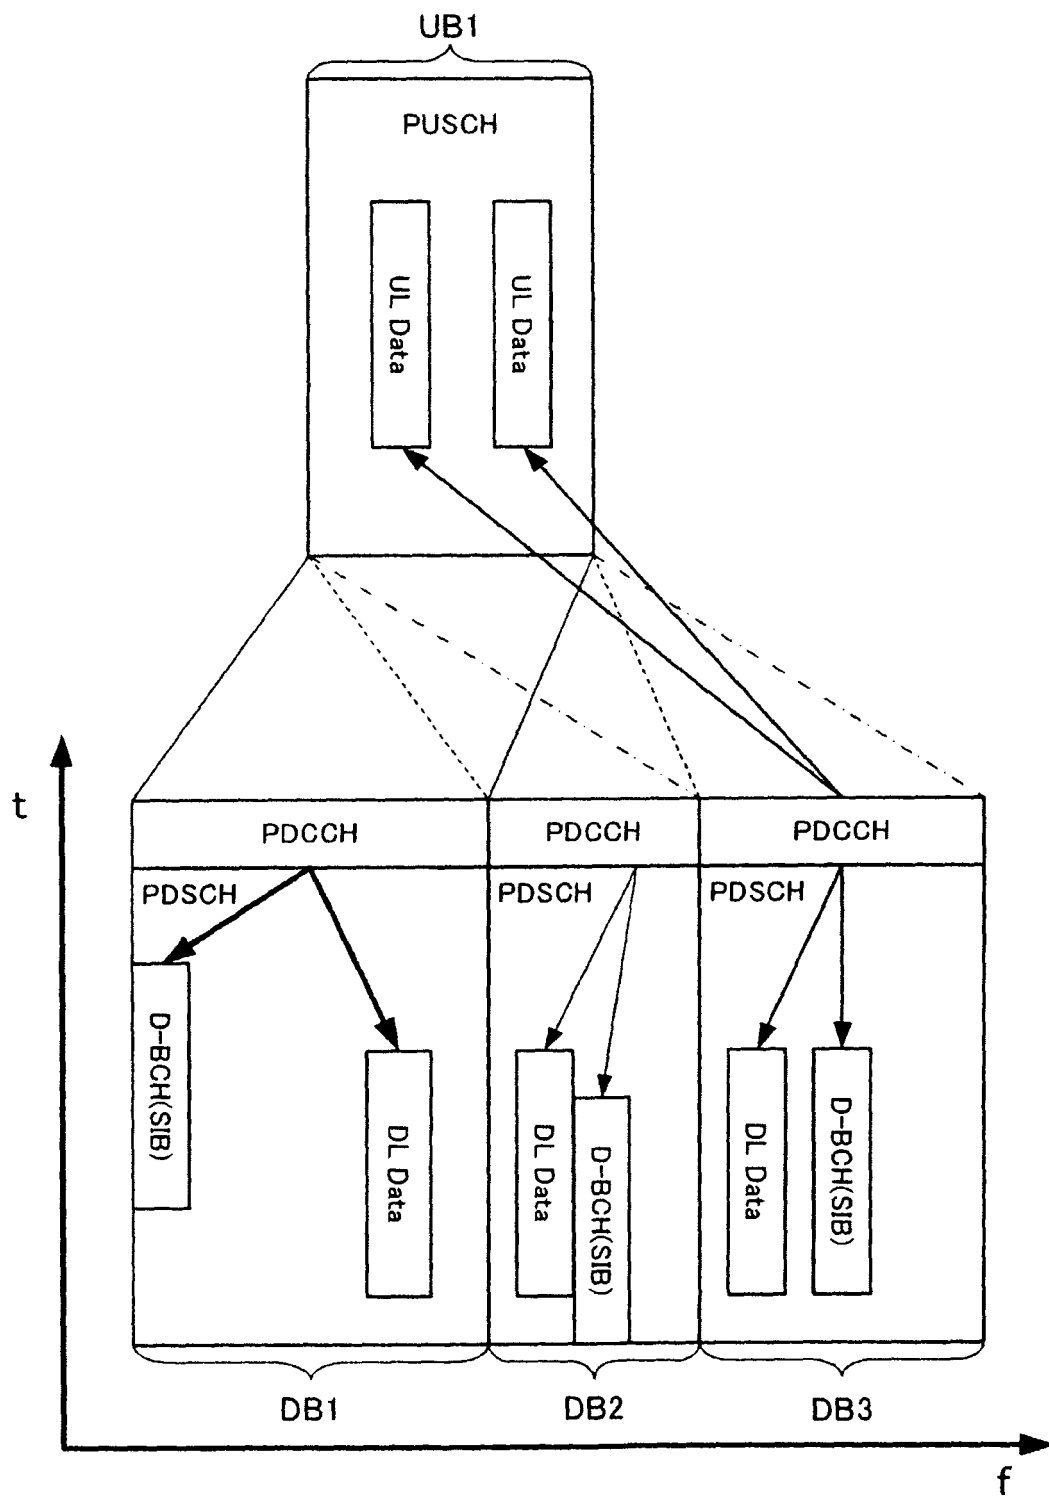 UB1
PUSCH
UL Data
UL Data
t
PDCCH
PDCCH
PDCCH
PDSCH
PDSCH
PDSCH
D-BCH(SIB)
DL Data
DL Data
D-BCH(SIB)
DL Data
D-BCH(SIB)
DB1
DB2
DB3
f